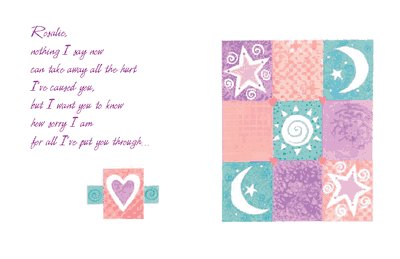 Rosalie,
nothing I say now
can take away all the hurt
I've caused you,
but I want you to know
how sorry I am
for all I've put you through...